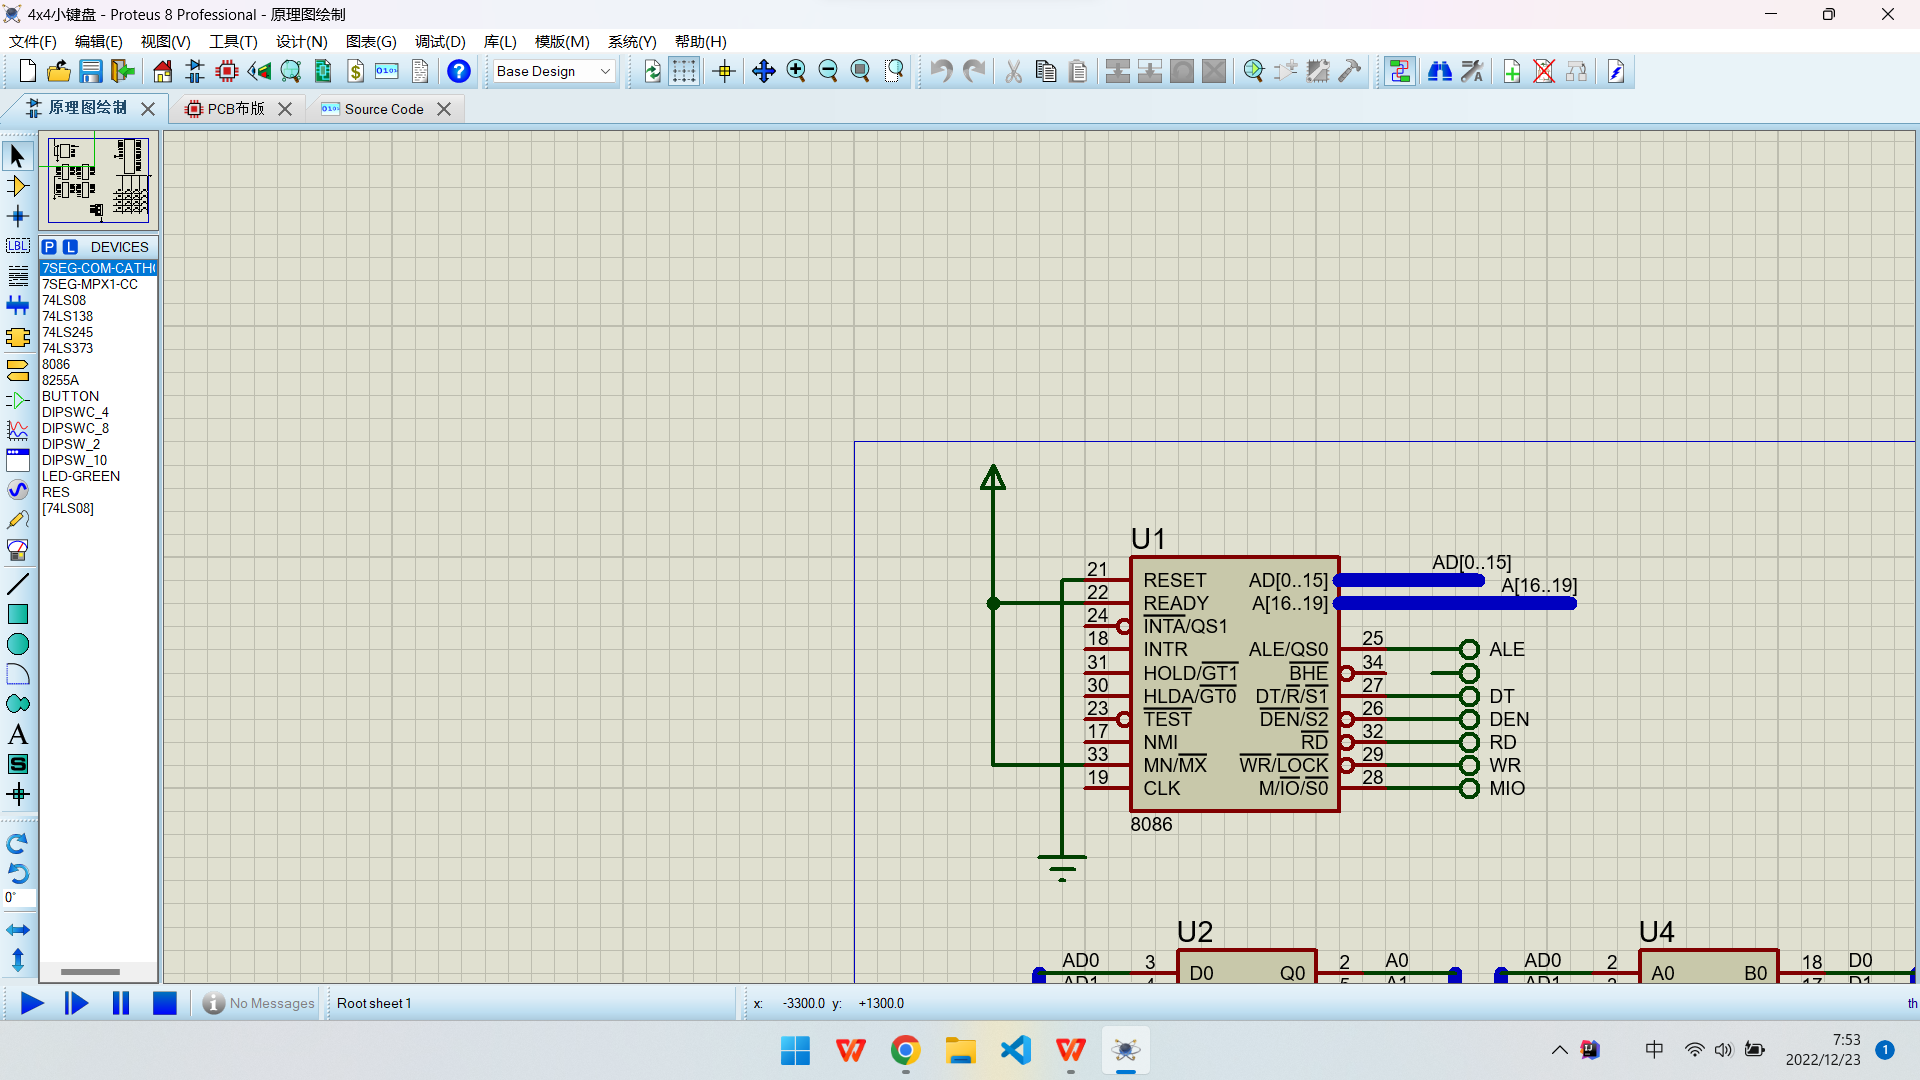 4x4小键盘 - Proteus 8 Professional - 原理图绘制
文件(F) 编辑(E) 视图(V) 工具(T) 设计(N) 图表(G) 调试(D) 库(L) 模版(M) 系统(Y) 帮助(H)
Base Design
原理图绘制 PCB布版 Source Code
P L DEVICES
7SEG-COM-CATH
7SEG-MPX1-CC
74LS08
74LS138
74LS245
74LS373
8086
8255A
BUTTON
DIPSWC_4
DIPSWC_8
DIPSW_2
DIPSW_10
LED-GREEN
RES
[74LS08]
LBL
A
S
0°
U1
21 RESET AD[0..15] AD[0..15]
22 READY A[16..19] A[16..19]
24 INTA/QS1
18 INTR ALE/QS0 25 ALE
31 HOLD/GT1 BHE 34
30 HLDA/GT0 DT/R/S1 27 DT
23 TEST DEN/S2 26 DEN
17 NMI RD 32 RD
33 MN/MX WR/LOCK 29 WR
19 CLK M/IO/S0 28 MIO
8086
U2 U4
AD0 3 D0 Q0 2 A0 AD0 2 A0 B0 18 D0
AD1 A1 AD1 17 D1
No Messages Root sheet 1 x: -3300.0 y: +1300.0 th
中 7:53
2022/12/23 1